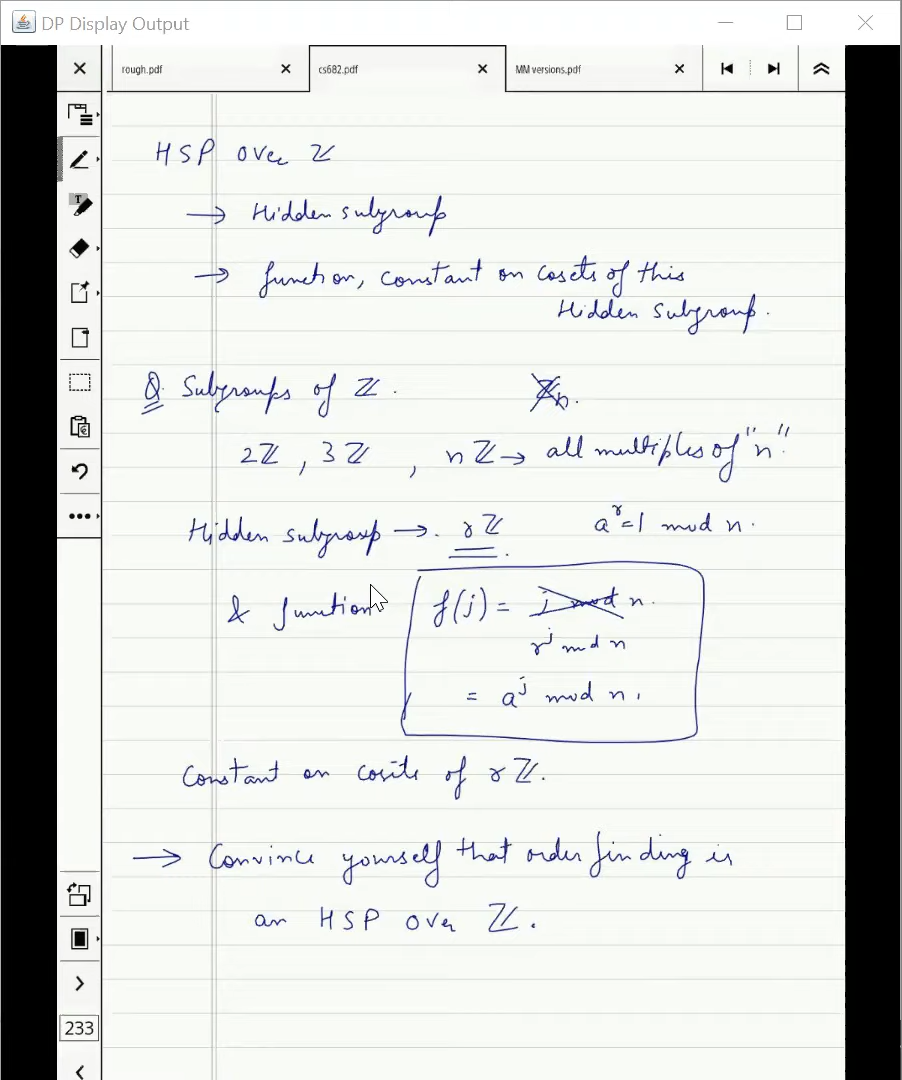 DP Display Output
rough.pdf
cs682.pdf
MM versions.pdf
HSP over ℤ
→ Hidden subgroup
→ function, constant on cosets of this
Hidden Subgroup.
Q Subgroups of ℤ. ℤn.
2ℤ, 3ℤ, nℤ → all multiples of "n".
Hidden subgroup → rℤ. a^r = 1 mod n.
& function f(j) = j mod n.
r^j mod n
= a^j mod n.
Constant on cosets of rℤ.
→ Convince yourself that order finding is
an HSP over ℤ.
233